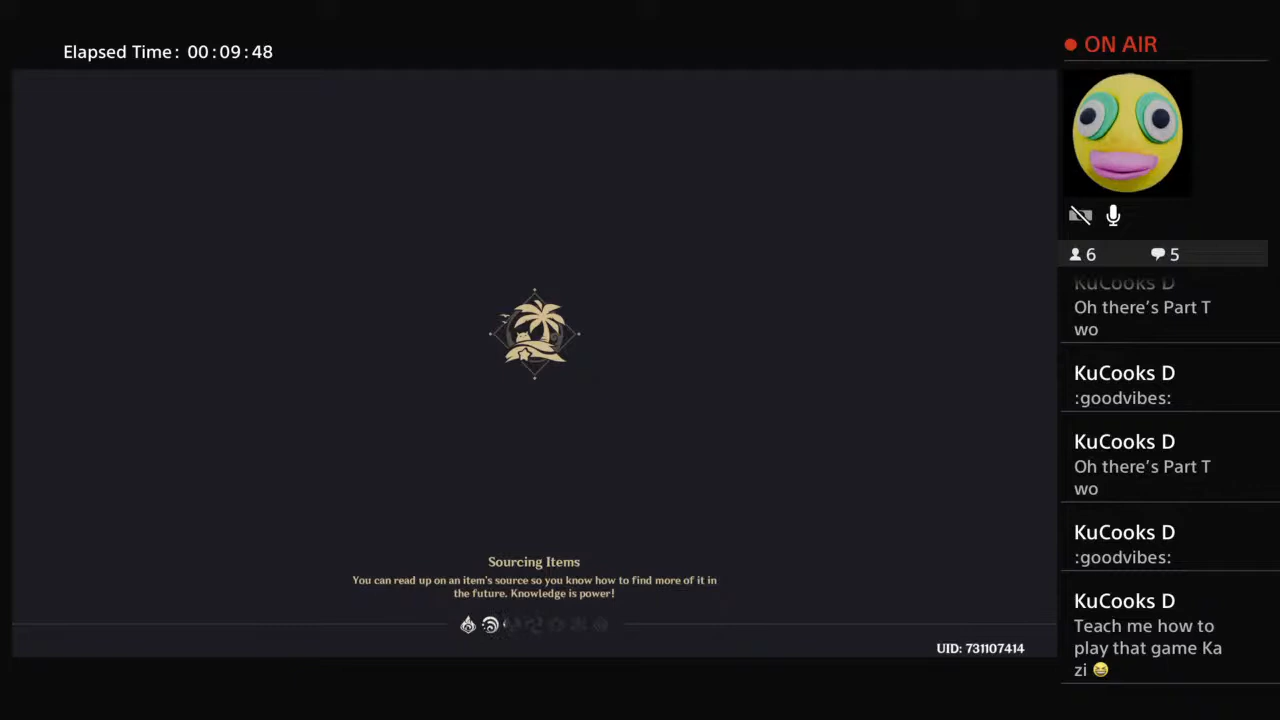 Elapsed Time: 00:09:48
ON AIR
6
5
KuCooks D
Oh there's Part T
wo
KuCooks D
:goodvibes:
KuCooks D
Oh there's Part T
wo
KuCooks D
:goodvibes:
KuCooks D
Teach me how to
play that game Ka
zi 😆
Sourcing Items
You can read up on an item's source so you know how to find more of it in
the future. Knowledge is power!
UID: 731107414